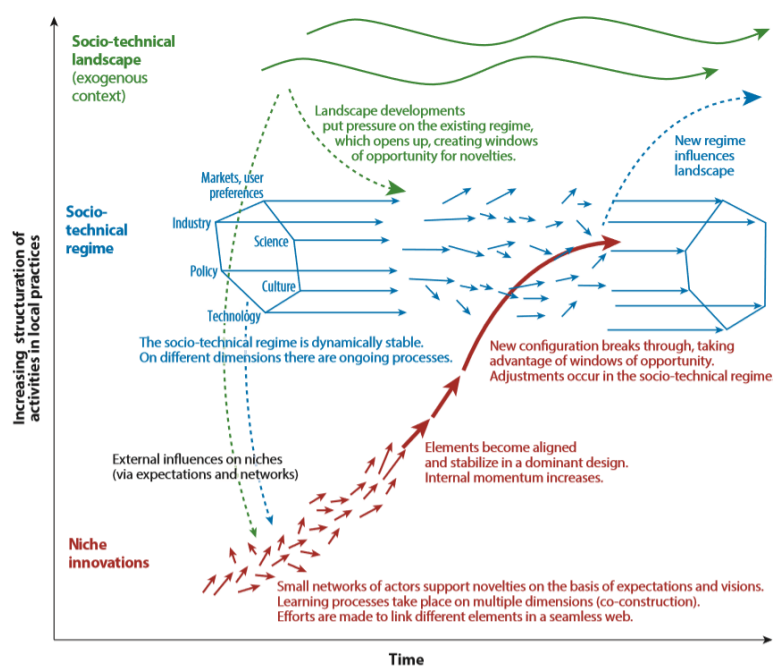 Socio-technical
landscape
(exogenous
context)
Landscape developments
put pressure on the existing regime,
which opens up, creating windows
of opportunity for novelties.
New regime
influences
landscape
Markets, user
preferences
Socio-
technical
regime
Industry
Science
Policy
Culture
Technology
The socio-technical regime is dynamically stable.
On different dimensions there are ongoing processes.
New configuration breaks through, taking
advantage of windows of opportunity.
Adjustments occur in the socio-technical regime
Increasing structuration of
activities in local practices
External influences on niches
(via expectations and networks)
Elements become aligned
and stabilize in a dominant design.
Internal momentum increases.
Niche
innovations
Small networks of actors support novelties on the basis of expectations and visions.
Learning processes take place on multiple dimensions (co-construction).
Efforts are made to link different elements in a seamless web.
Time